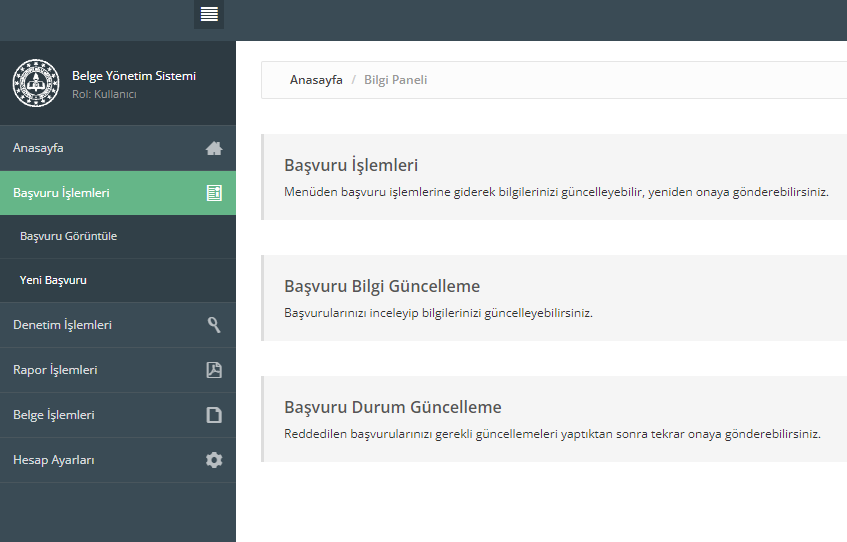 Belge Yönetim Sistemi
Rol: Kullanıcı
Anasayfa
Başvuru İşlemleri
Başvuru Görüntüle
Yeni Başvuru
Denetim İşlemleri
Rapor İşlemleri
Belge İşlemleri
Hesap Ayarları
Anasayfa / Bilgi Paneli
Başvuru İşlemleri
Menüden başvuru işlemlerine giderek bilgilerinizi güncelleyebilir, yeniden onaya gönderebilirsiniz.
Başvuru Bilgi Güncelleme
Başvurularınızı inceleyip bilgilerinizi güncelleyebilirsiniz.
Başvuru Durum Güncelleme
Reddedilen başvurularınızı gerekli güncellemeleri yaptıktan sonra tekrar onaya gönderebilirsiniz.